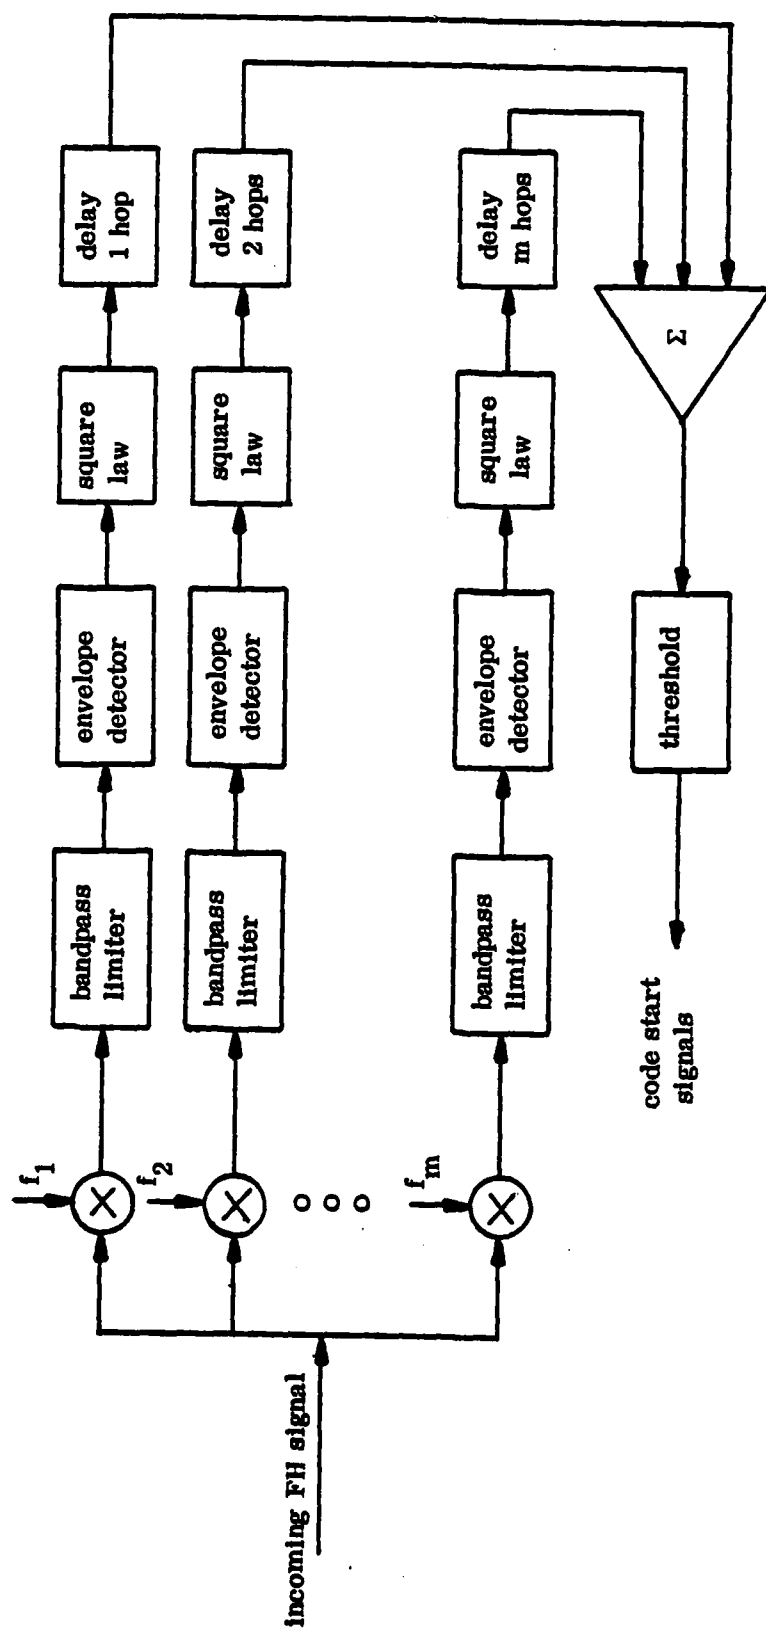 incoming FH signal
f1
×
bandpass
limiter
envelope
detector
square
law
delay
1 hop
f2
×
bandpass
limiter
envelope
detector
square
law
delay
2 hops
fm
×
bandpass
limiter
envelope
detector
square
law
delay
m hops
Σ
threshold
code start
signals